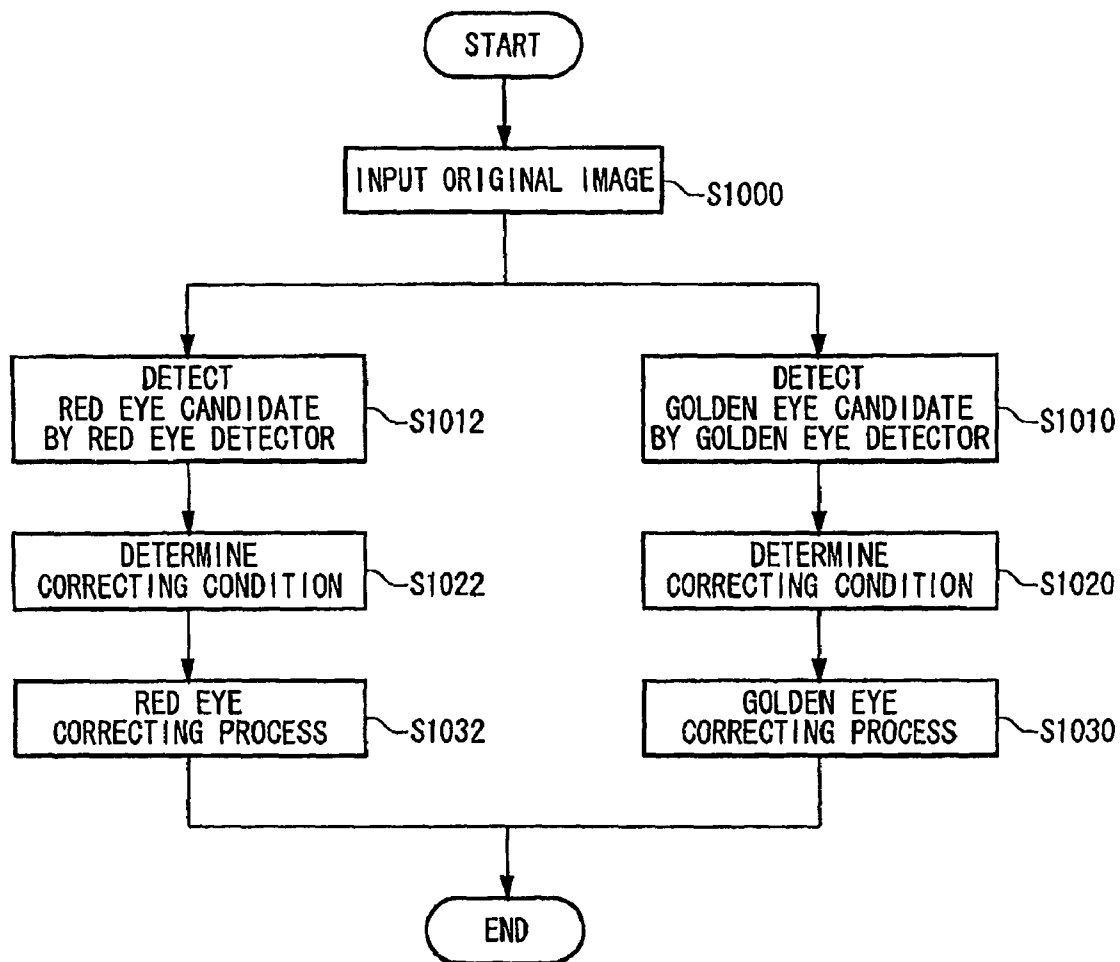 START
INPUT ORIGINAL IMAGE
S1000
DETECT
RED EYE CANDIDATE
BY RED EYE DETECTOR
S1012
DETECT
GOLDEN EYE CANDIDATE
BY GOLDEN EYE DETECTOR
S1010
DETERMINE
CORRECTING CONDITION
S1022
DETERMINE
CORRECTING CONDITION
S1020
RED EYE
CORRECTING PROCESS
S1032
GOLDEN EYE
CORRECTING PROCESS
S1030
END